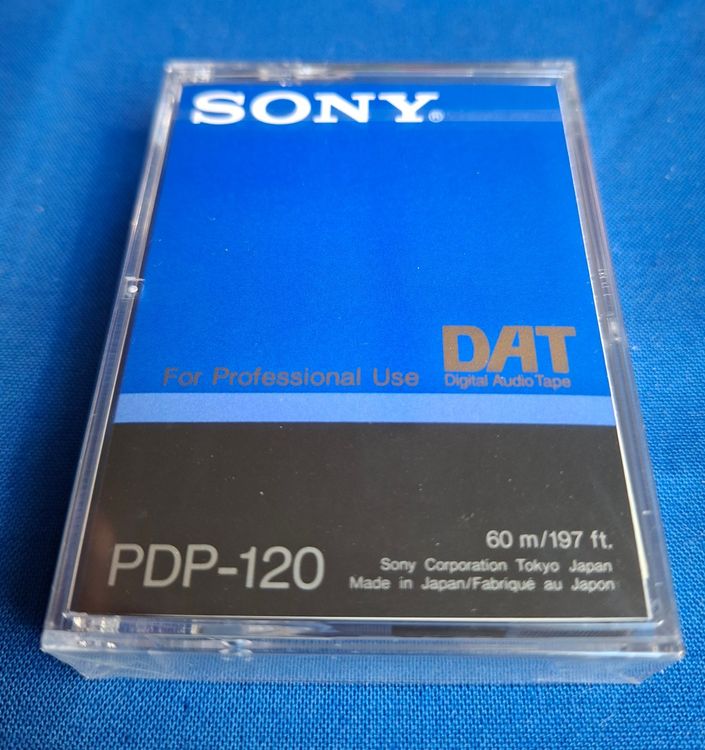 SONY®
For Professional Use
DAT
Digital Audio Tape
PDP-120
60 m/197 ft.
Sony Corporation Tokyo Japan
Made in Japan/Fabriqué au Japon